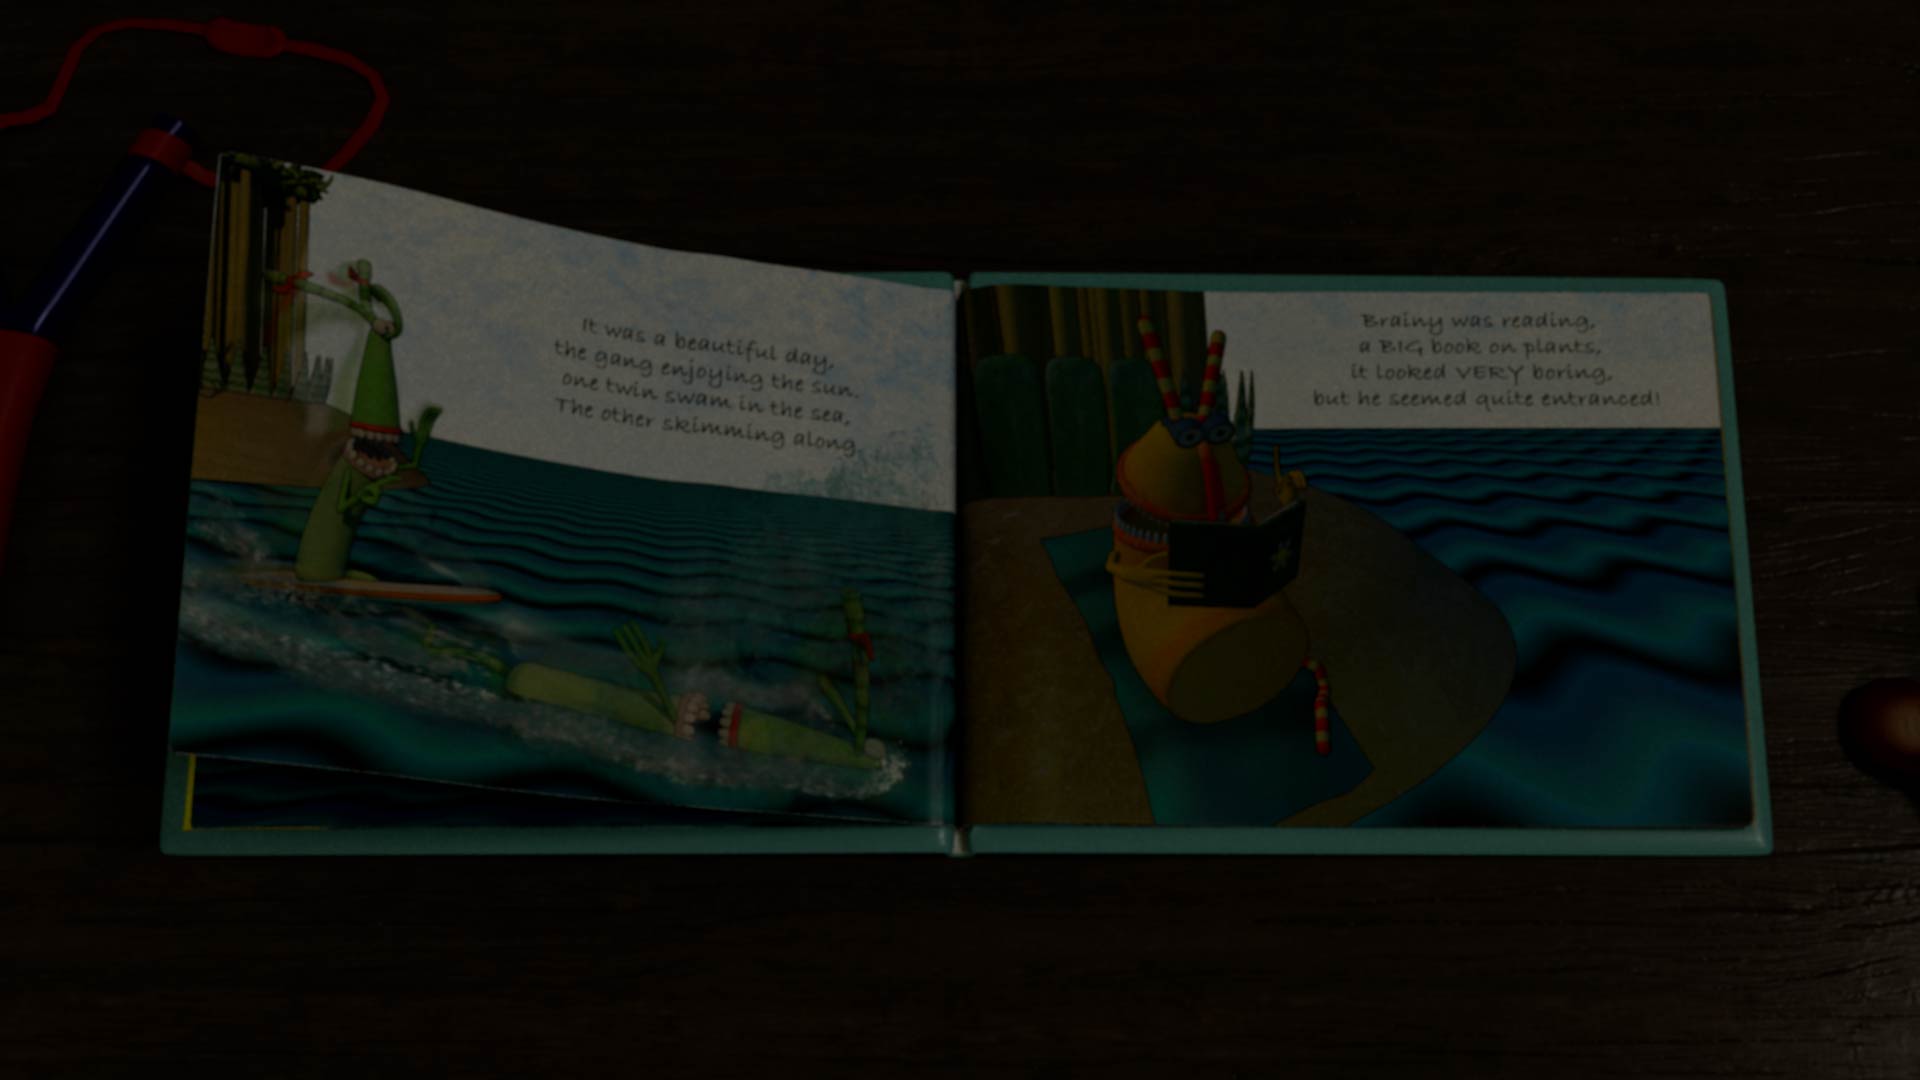 It was a beautiful day,
the gang enjoying the sun.
one twin swam in the sea,
The other skimming along
Brainy was reading,
a BIG book on plants,
it looked VERY boring,
but he seemed quite entranced!